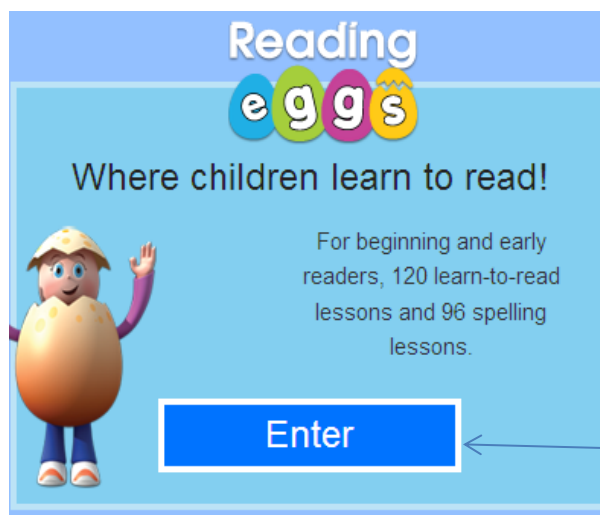 Reading
eggs
Where children learn to read!
For beginning and early
readers, 120 learn-to-read
lessons and 96 spelling
lessons.
Enter